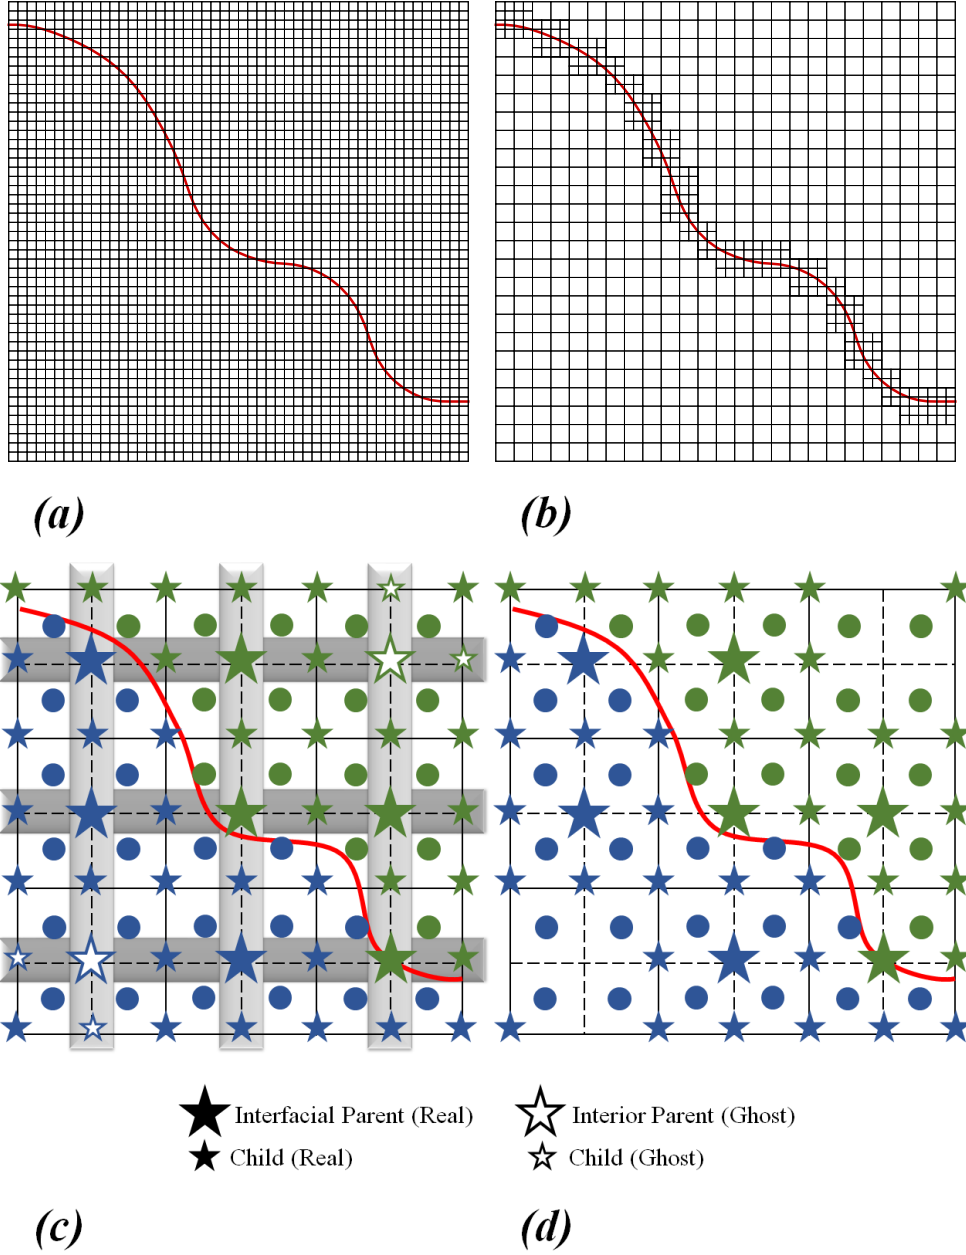 (a) (b)
Interfacial Parent (Real) Interior Parent (Ghost)
Child (Real) Child (Ghost)
(c) (d)